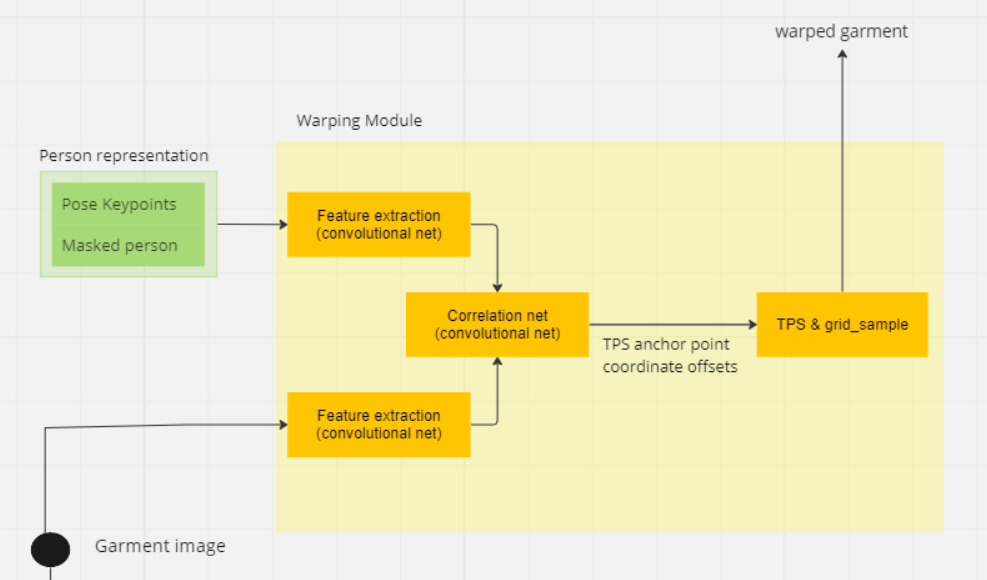 warped garment
Warping Module
Person representation
Pose Keypoints
Masked person
Feature extraction
(convolutional net)
Correlation net
(convolutional net)
TPS & grid_sample
TPS anchor point
coordinate offsets
Feature extraction
(convolutional net)
Garment image